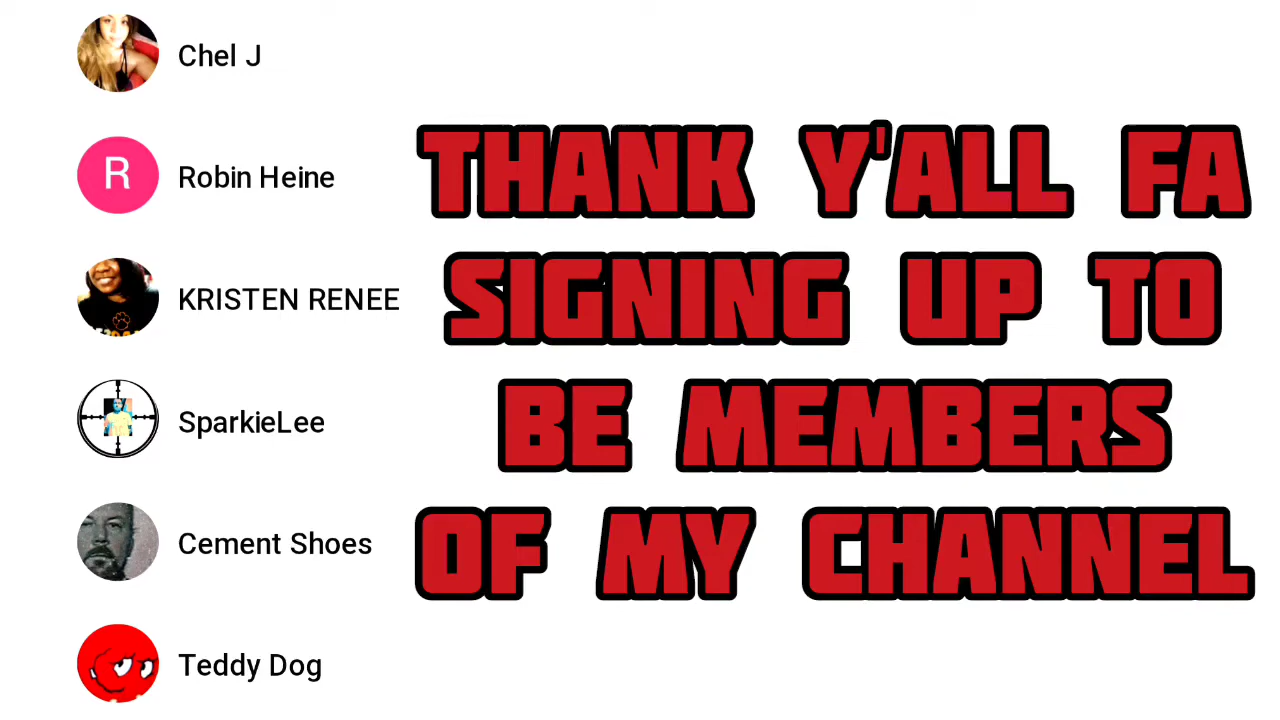 Chel J
R
Robin Heine
KRISTEN RENEE
SparkieLee
Cement Shoes
Teddy Dog
THANK Y'ALL FA
SIGNING UP TO
BE MEMBERS
OF MY CHANNEL